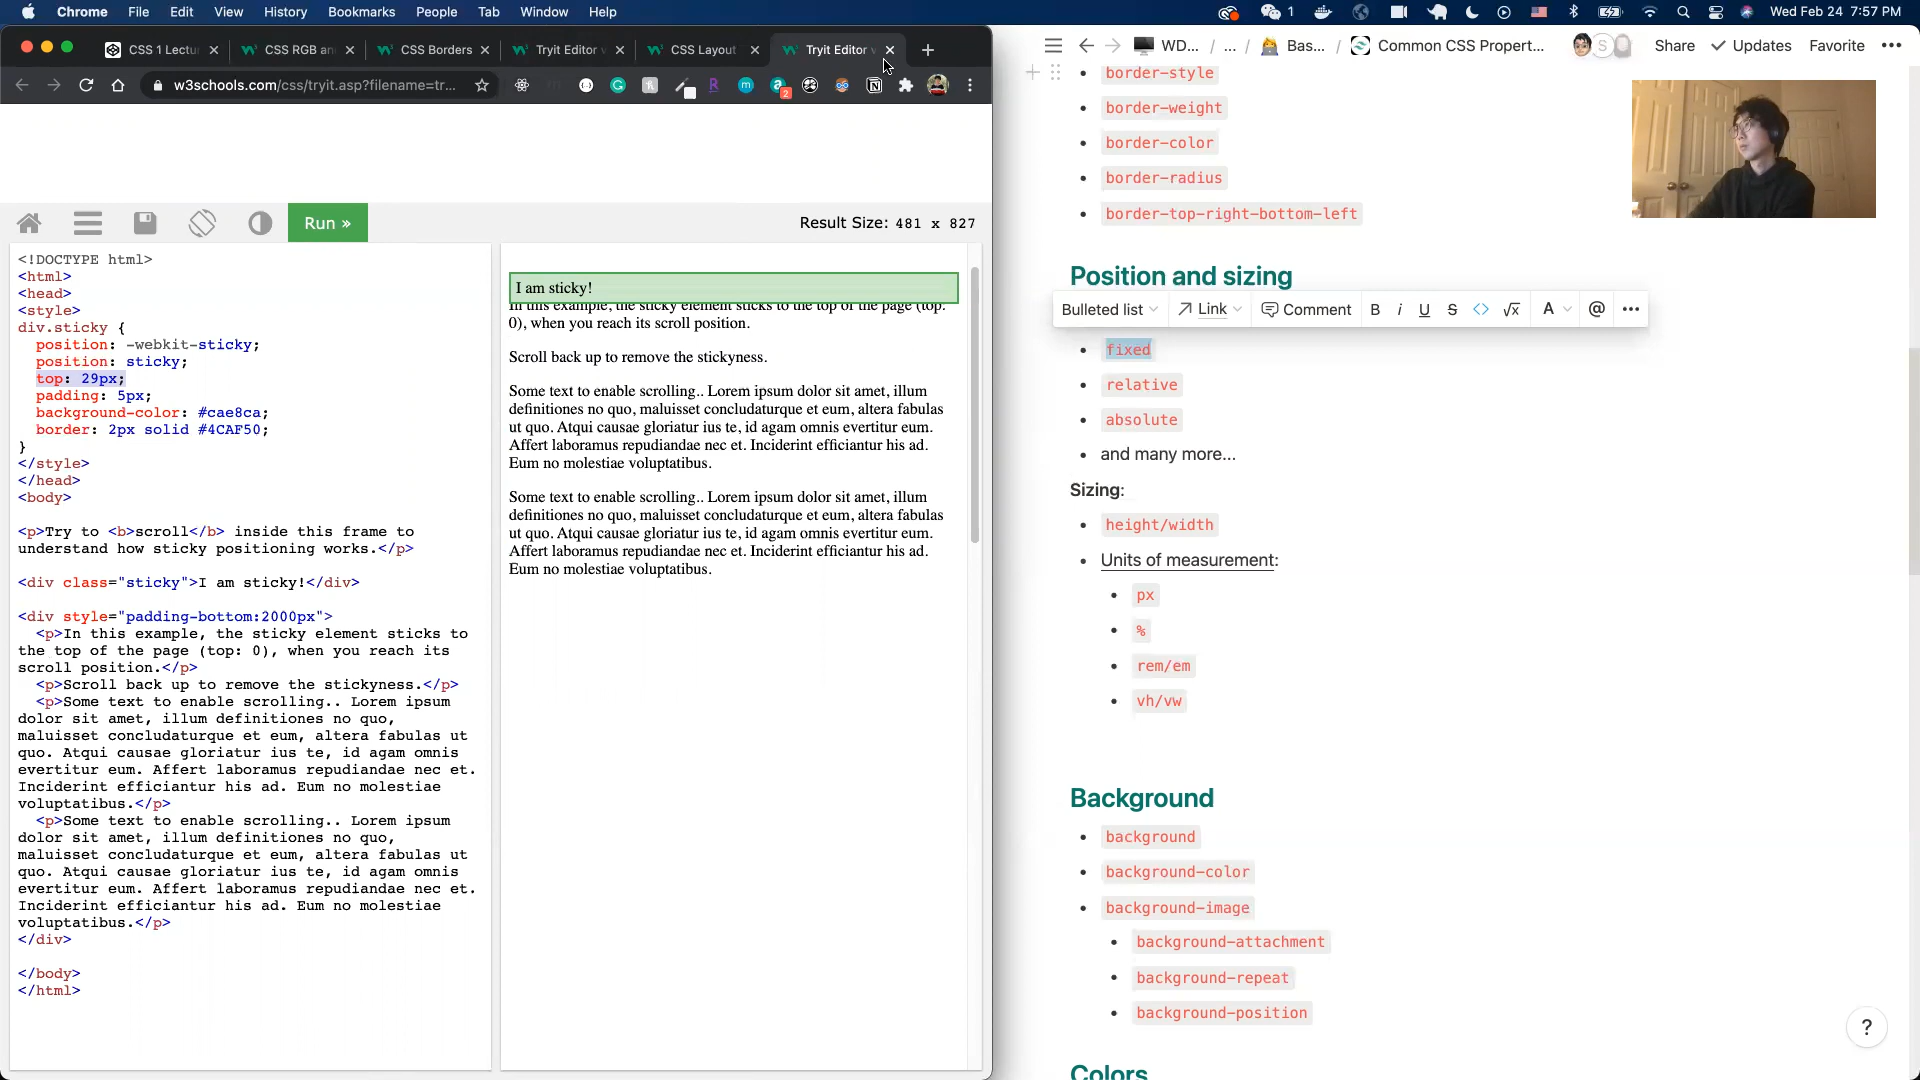 Chrome File Edit View History Bookmarks People Tab Window Help
1
Wed Feb 24 7:57 PM
CSS 1 Lectu
CSS RGB an
CSS Borders
Tryit Editor v
CSS Layout
Tryit Editor v
w3schools.com/css/tryit.asp?filename=tr...
2
Run »
Result Size: 481 x 827
<!DOCTYPE html>
<html>
<head>
<style>
div.sticky {
position: -webkit-sticky;
position: sticky;
top: 29px;
padding: 5px;
background-color: #cae8ca;
border: 2px solid #4CAF50;
}
</style>
</head>
<body>
<p>Try to <b>scroll</b> inside this frame to
understand how sticky positioning works.</p>
<div class="sticky">I am sticky!</div>
<div style="padding-bottom:2000px">
<p>In this example, the sticky element sticks to
the top of the page (top: 0), when you reach its
scroll position.</p>
<p>Scroll back up to remove the stickyness.</p>
<p>Some text to enable scrolling.. Lorem ipsum
dolor sit amet, illum definitiones no quo,
maluisset concludaturque et eum, altera fabulas ut
quo. Atqui causae gloriatur ius te, id agam omnis
evertitur eum. Affert laboramus repudiandae nec et.
Inciderint efficiantur his ad. Eum no molestiae
voluptatibus.</p>
<p>Some text to enable scrolling.. Lorem ipsum
dolor sit amet, illum definitiones no quo,
maluisset concludaturque et eum, altera fabulas ut
quo. Atqui causae gloriatur ius te, id agam omnis
evertitur eum. Affert laboramus repudiandae nec et.
Inciderint efficiantur his ad. Eum no molestiae
voluptatibus.</p>
</div>
</body>
</html>
I am sticky!
In this example, the sticky element sticks to the top of the page (top:
0), when you reach its scroll position.
Scroll back up to remove the stickyness.
Some text to enable scrolling.. Lorem ipsum dolor sit amet, illum
definitiones no quo, maluisset concludaturque et eum, altera fabulas
ut quo. Atqui causae gloriatur ius te, id agam omnis evertitur eum.
Affert laboramus repudiandae nec et. Inciderint efficiantur his ad.
Eum no molestiae voluptatibus.
Some text to enable scrolling.. Lorem ipsum dolor sit amet, illum
definitiones no quo, maluisset concludaturque et eum, altera fabulas
ut quo. Atqui causae gloriatur ius te, id agam omnis evertitur eum.
Affert laboramus repudiandae nec et. Inciderint efficiantur his ad.
Eum no molestiae voluptatibus.
WD... / ... / Bas... / Common CSS Propert...
S
Share Updates Favorite
border-style
border-weight
border-color
border-radius
border-top-right-bottom-left
Position and sizing
Bulleted list Link Comment B i U S <> √x A @
fixed
relative
absolute
and many more...
Sizing:
height/width
Units of measurement:
px
%
rem/em
vh/vw
Background
background
background-color
background-image
background-attachment
background-repeat
background-position
Colors
?